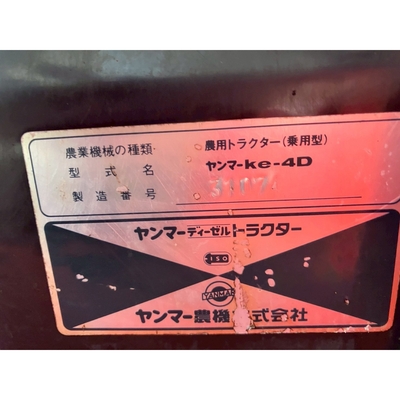 農業機械の種類 農用トラクター(乗用型)
型式名 ヤンマーke-4D
製造番号
ヤンマーディーゼルトラクター
ISO
YANMAR
ヤンマー農機株式会社